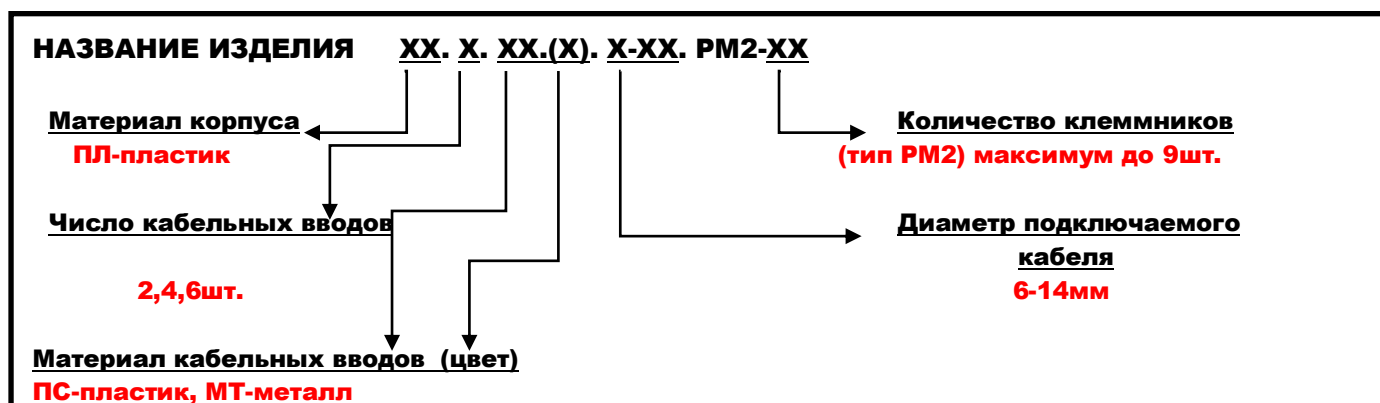 НАЗВАНИЕ ИЗДЕЛИЯ XX. X. XX.(X). X-XX. РМ2-XX
Материал корпуса
ПЛ-пластик
Количество клеммников
(тип РМ2) максимум до 9шт.
Число кабельных вводов
2,4,6шт.
Диаметр подключаемого
кабеля
6-14мм
Материал кабельных вводов (цвет)
ПС-пластик, МТ-металл